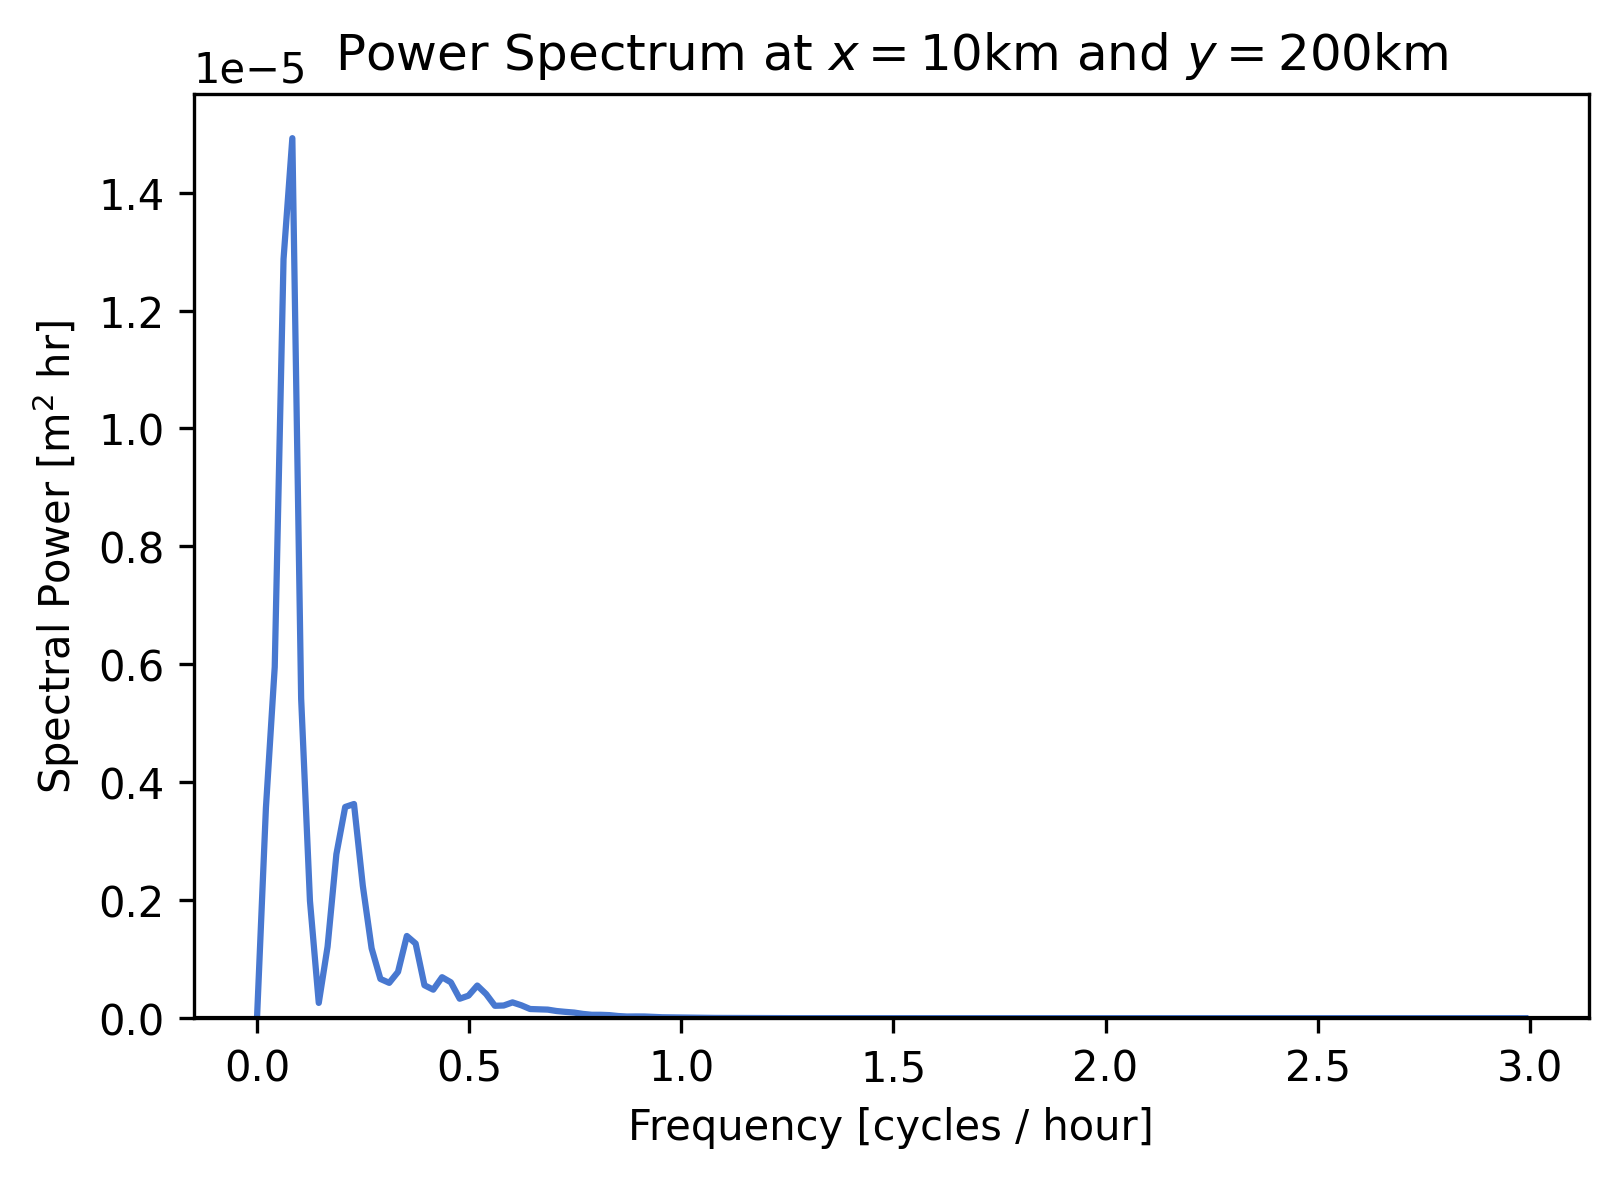 Power Spectrum at x = 10km and y = 200km
1e−5
1.4
1.2
1.0
0.8
0.6
0.4
0.2
0.0
Spectral Power [m² hr]
0.0 0.5 1.0 1.5 2.0 2.5 3.0
Frequency [cycles / hour]